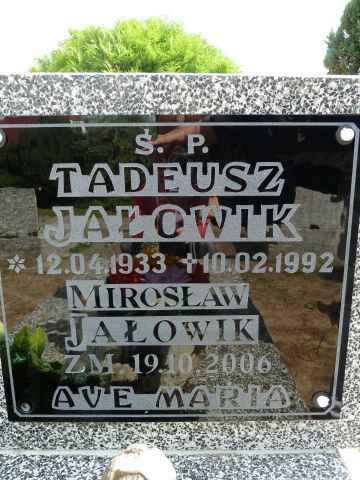 Ś. P.
TADEUSZ
JAŁOWIK
* 12.04.1933 ✝ 10.02.1992
MIROSŁAW
JAŁOWIK
ZM. 19.10.2006
AVE MARIA